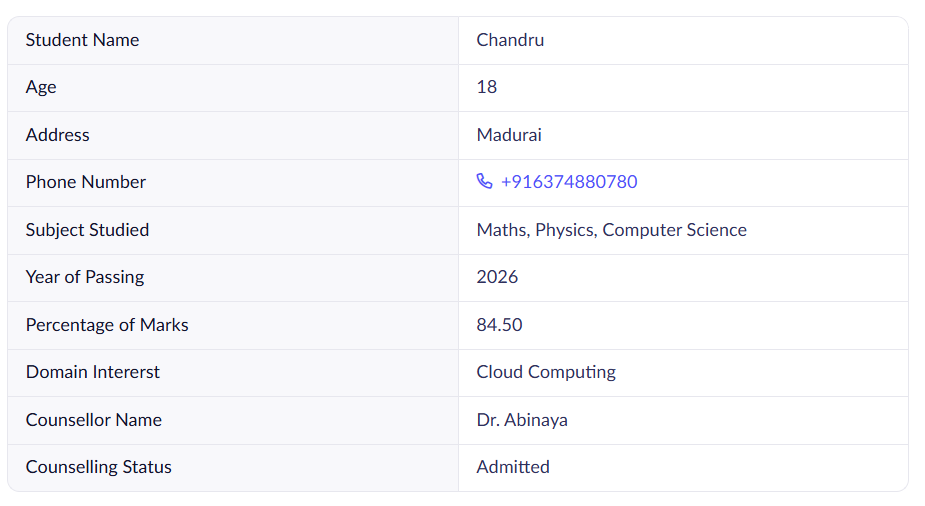 Student Name Chandru
Age 18
Address Madurai
Phone Number +916374880780
Subject Studied Maths, Physics, Computer Science
Year of Passing 2026
Percentage of Marks 84.50
Domain Intererst Cloud Computing
Counsellor Name Dr. Abinaya
Counselling Status Admitted